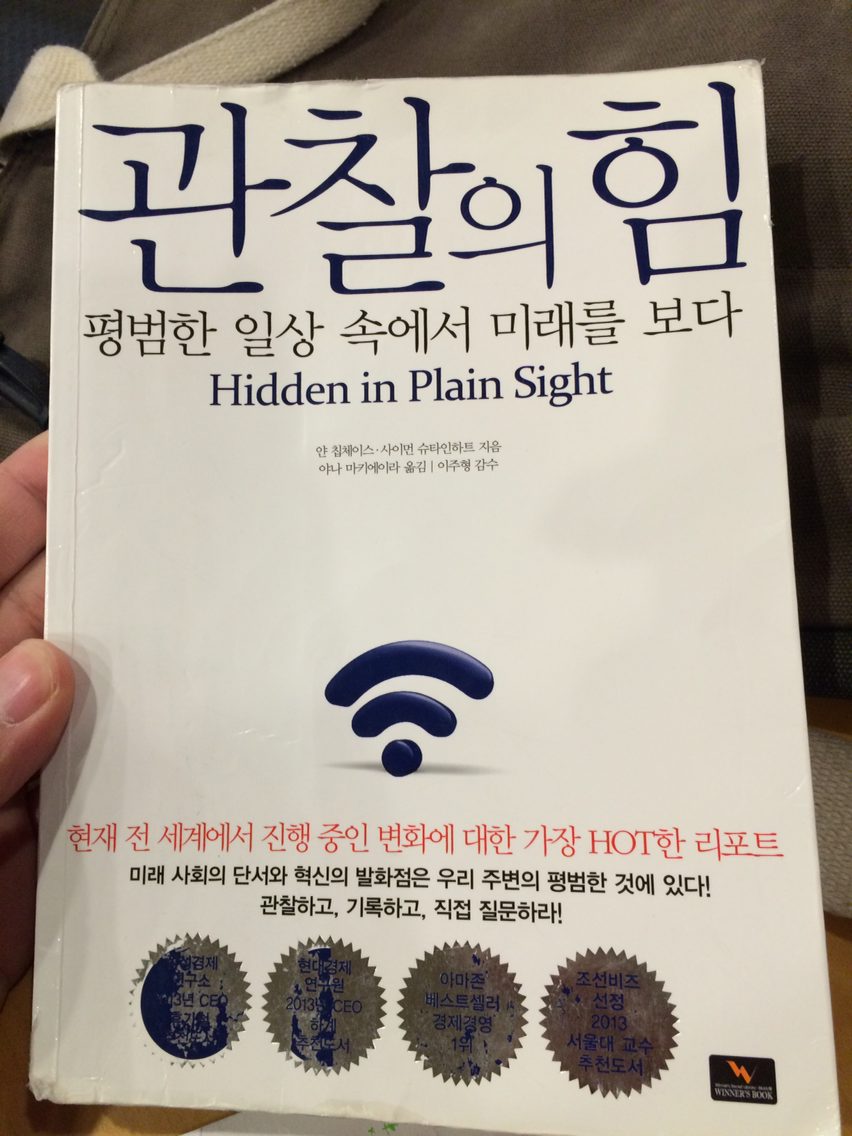 관찰의 힘
평범한 일상 속에서 미래를 보다
Hidden in Plain Sight
얀 칩체이스·사이먼 슈타인하트 지음
야나 마키에이라 옮김 | 이주형 감수
현재 전 세계에서 진행 중인 변화에 대한 가장 HOT한 리포트
미래 사회의 단서와 혁신의 발화점은 우리 주변의 평범한 것에 있다!
관찰하고, 기록하고, 직접 질문하라!
CEO
현대경제
연구원
2013년 CEO
하계
추천도서
아마존
베스트셀러
경제경영
1위
조선비즈
선정
2013
서울대 교수
추천도서
W
WINNER'S BOOK